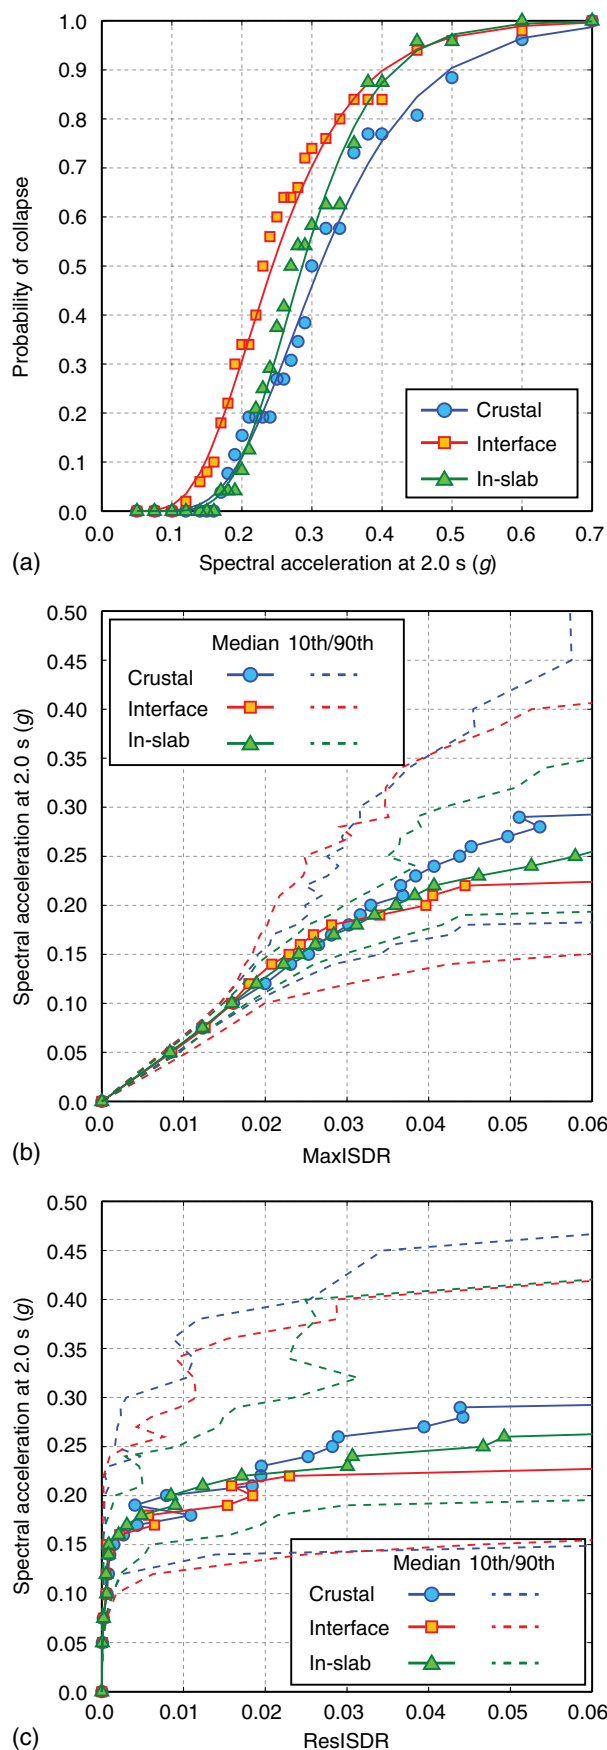 1.0
0.9
0.8
0.7
0.6
0.5
0.4
0.3
0.2
0.1
0.0
Probability of collapse
Crustal
Interface
In-slab
0.0 0.1 0.2 0.3 0.4 0.5 0.6 0.7
(a) Spectral acceleration at 2.0 s (g)
0.50
0.45
0.40
0.35
0.30
0.25
0.20
0.15
0.10
0.05
0.0
Spectral acceleration at 2.0 s (g)
Median 10th/90th
Crustal
Interface
In-slab
0.00 0.01 0.02 0.03 0.04 0.05 0.06
(b) MaxISDR
0.50
0.45
0.40
0.35
0.30
0.25
0.20
0.15
0.10
0.05
0.0
Spectral acceleration at 2.0 s (g)
Median 10th/90th
Crustal
Interface
In-slab
0.00 0.01 0.02 0.03 0.04 0.05 0.06
(c) ResISDR